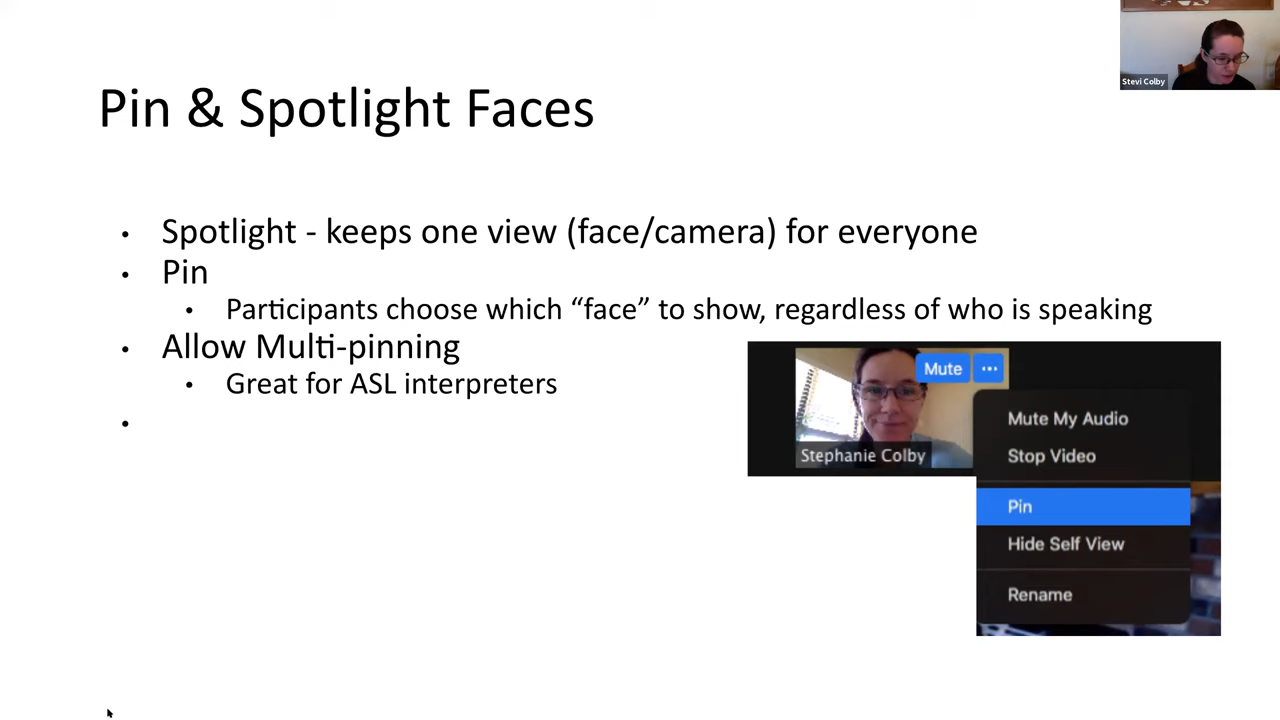 Stevi Colby
Pin & Spotlight Faces
• Spotlight - keeps one view (face/camera) for everyone
• Pin
• Participants choose which “face” to show, regardless of who is speaking
• Allow Multi-pinning
• Great for ASL interpreters
•
Mute ···
Stephanie Colby
Mute My Audio
Stop Video
Pin
Hide Self View
Rename